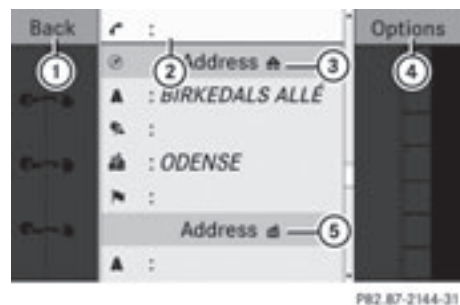 Back
:
Options
1
2
Address
3
4
: BIRKEDALS ALLÉ
:
: ODENSE
:
Address
5
:
P82.87-2144-31